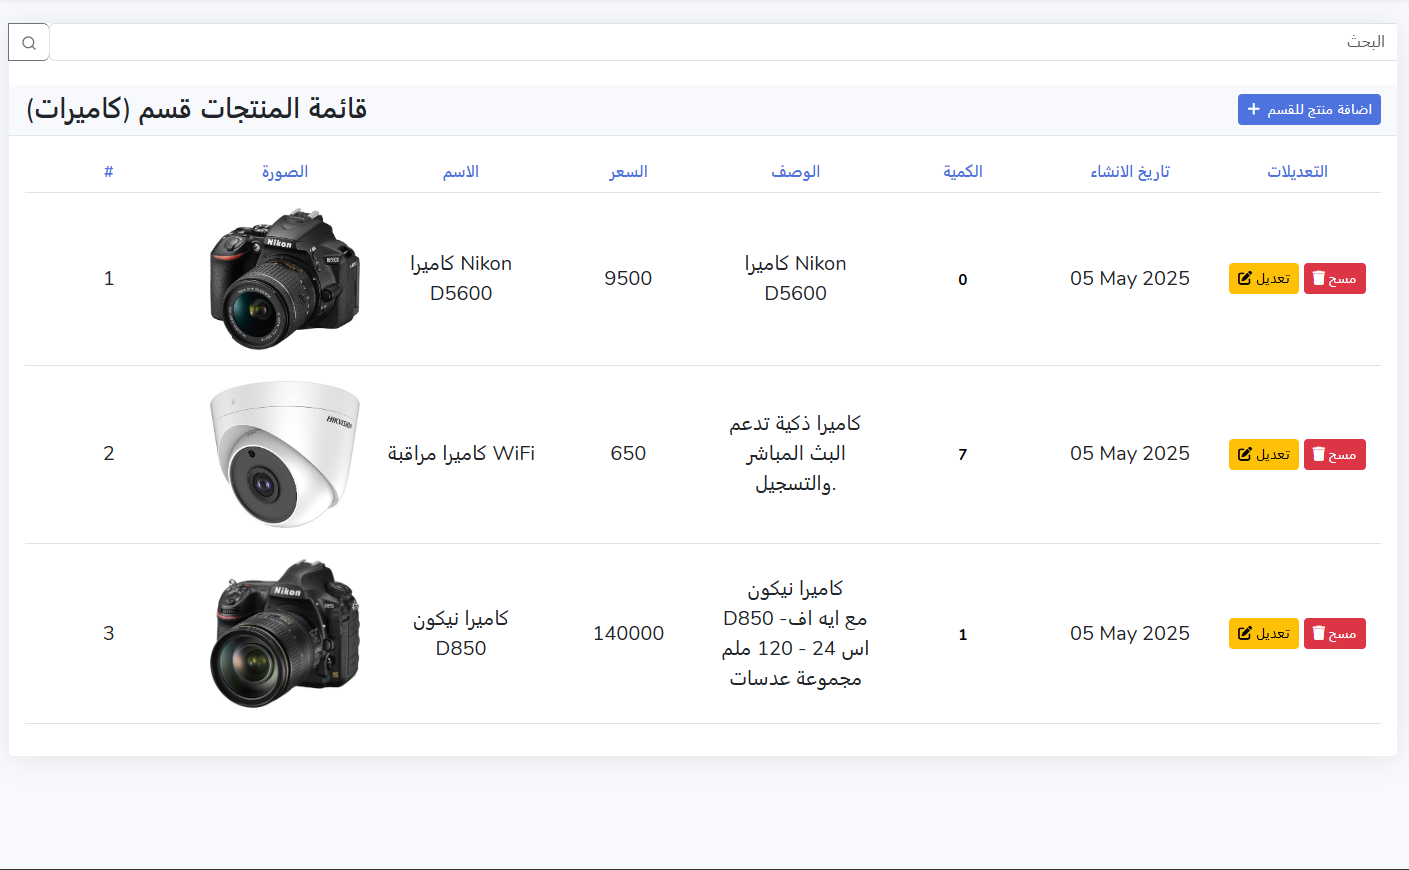 البحث
قائمة المنتجات قسم (كاميرات)
اضافة منتج للقسم +
#
الصورة
الاسم
السعر
الوصف
الكمية
تاريخ الانشاء
التعديلات
1
Nikon
D5600
كاميرا Nikon
D5600
9500
كاميرا Nikon
D5600
0
05 May 2025
تعديل
مسح
2
HIKVISION
كاميرا مراقبة WiFi
650
كاميرا ذكية تدعم
البث المباشر
والتسجيل.
7
05 May 2025
تعديل
مسح
3
Nikon
D850
كاميرا نيكون
D850
140000
كاميرا نيكون
D850 مع ايه اف-
اس 24 - 120 ملم
مجموعة عدسات
1
05 May 2025
تعديل
مسح